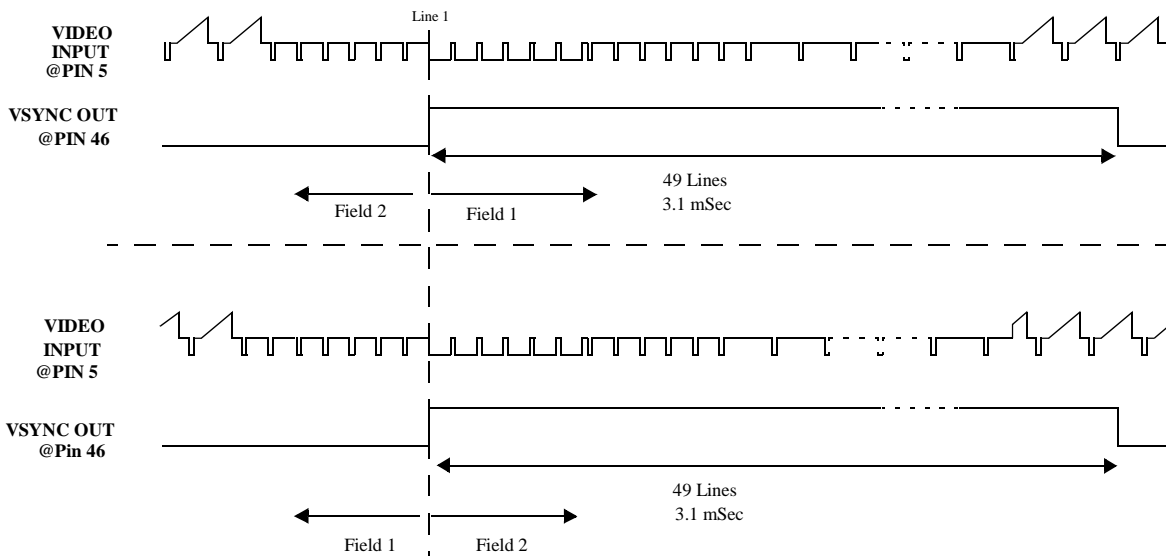 Line 1
VIDEO
INPUT
@PIN 5
VSYNC OUT
@PIN 46
49 Lines
3.1 mSec
Field 2
Field 1
VIDEO
INPUT
@PIN 5
VSYNC OUT
@Pin 46
49 Lines
3.1 mSec
Field 1
Field 2